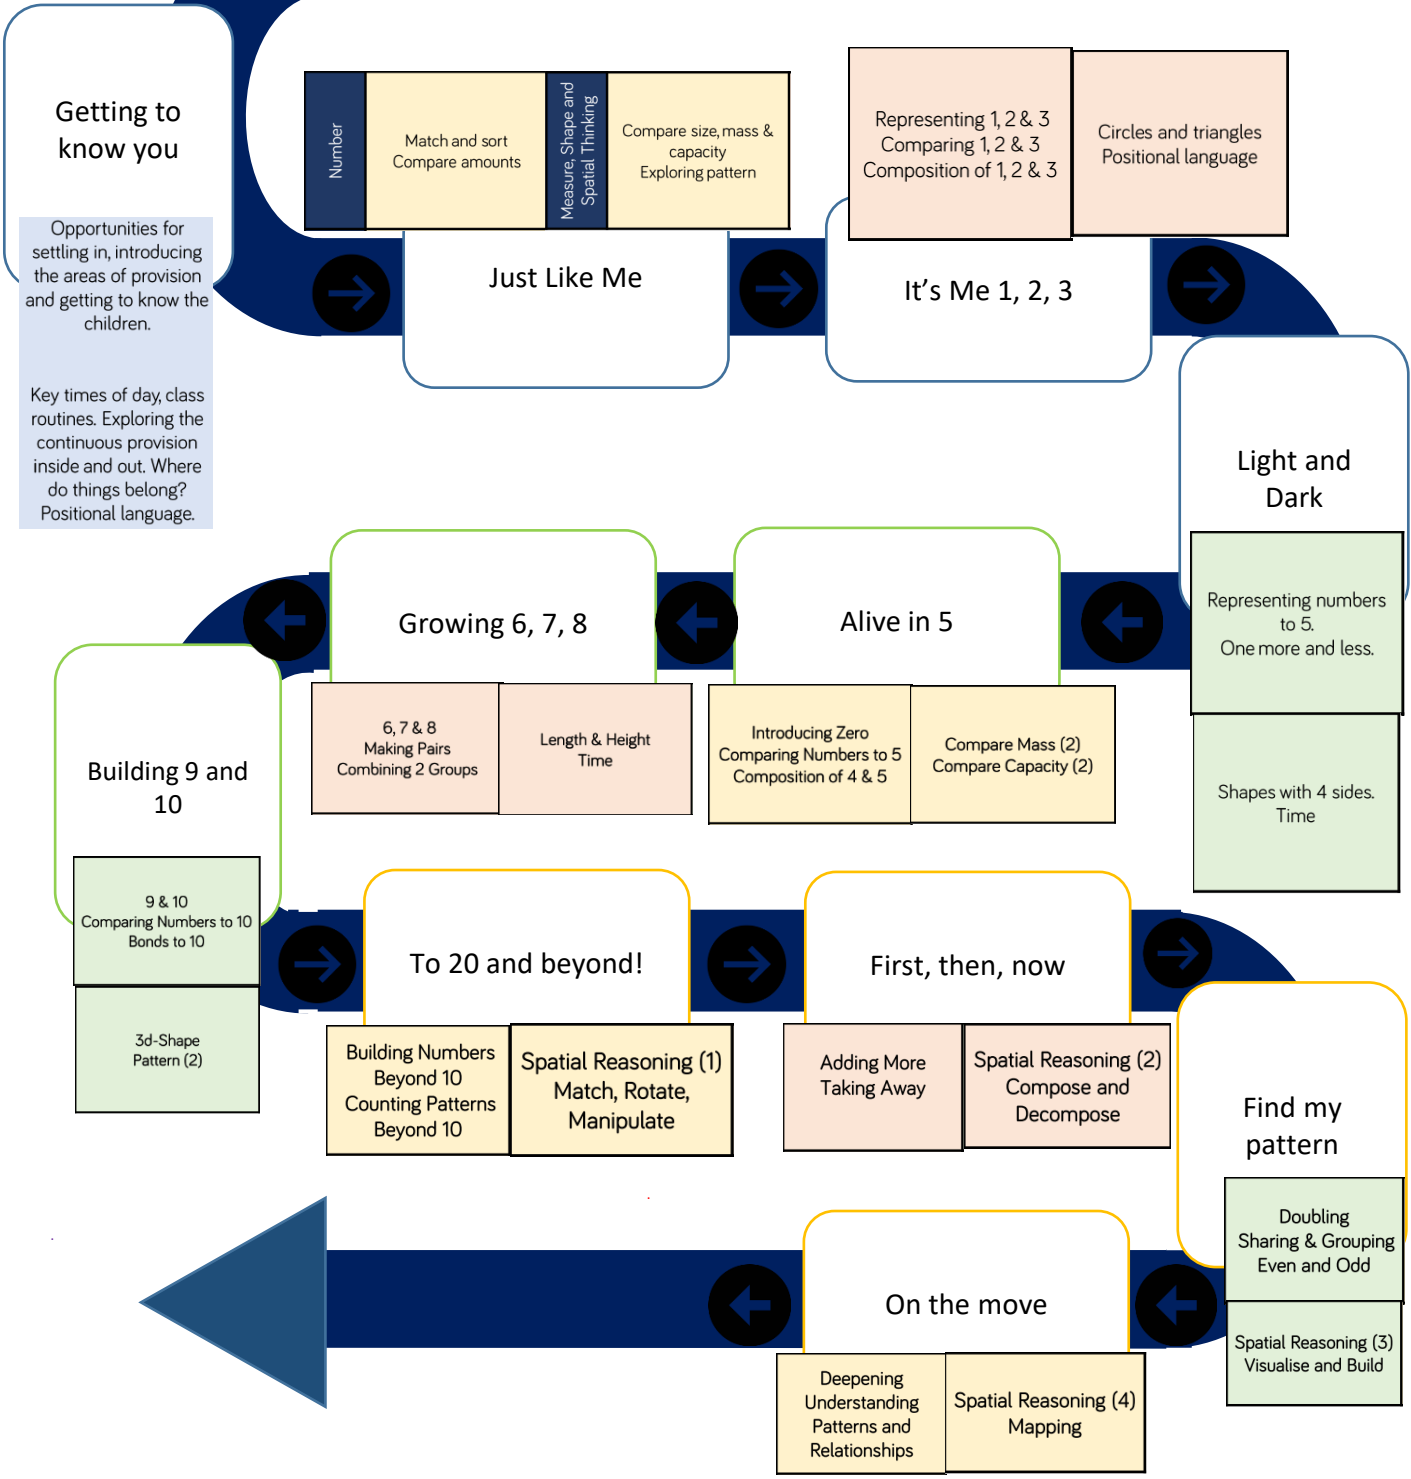 Getting to
know you
Opportunities for
settling in, introducing
the areas of provision
and getting to know the
children.
Key times of day, class
routines. Exploring the
continuous provision
inside and out. Where
do things belong?
Positional language.
Number
Match and sort
Compare amounts
Measure, Shape and
Spatial Thinking
Compare size, mass &
capacity
Exploring pattern
Just Like Me
Representing 1, 2 & 3
Comparing 1, 2 & 3
Composition of 1, 2 & 3
Circles and triangles
Positional language
It’s Me 1, 2, 3
Light and
Dark
Representing numbers
to 5.
One more and less.
Shapes with 4 sides.
Time
Alive in 5
Introducing Zero
Comparing Numbers to 5
Composition of 4 & 5
Compare Mass (2)
Compare Capacity (2)
Growing 6, 7, 8
6, 7 & 8
Making Pairs
Combining 2 Groups
Length & Height
Time
Building 9 and
10
9 & 10
Comparing Numbers to 10
Bonds to 10
3d-Shape
Pattern (2)
To 20 and beyond!
Building Numbers
Beyond 10
Counting Patterns
Beyond 10
Spatial Reasoning (1)
Match, Rotate,
Manipulate
First, then, now
Adding More
Taking Away
Spatial Reasoning (2)
Compose and
Decompose
Find my
pattern
Doubling
Sharing & Grouping
Even and Odd
Spatial Reasoning (3)
Visualise and Build
On the move
Deepening
Understanding
Patterns and
Relationships
Spatial Reasoning (4)
Mapping